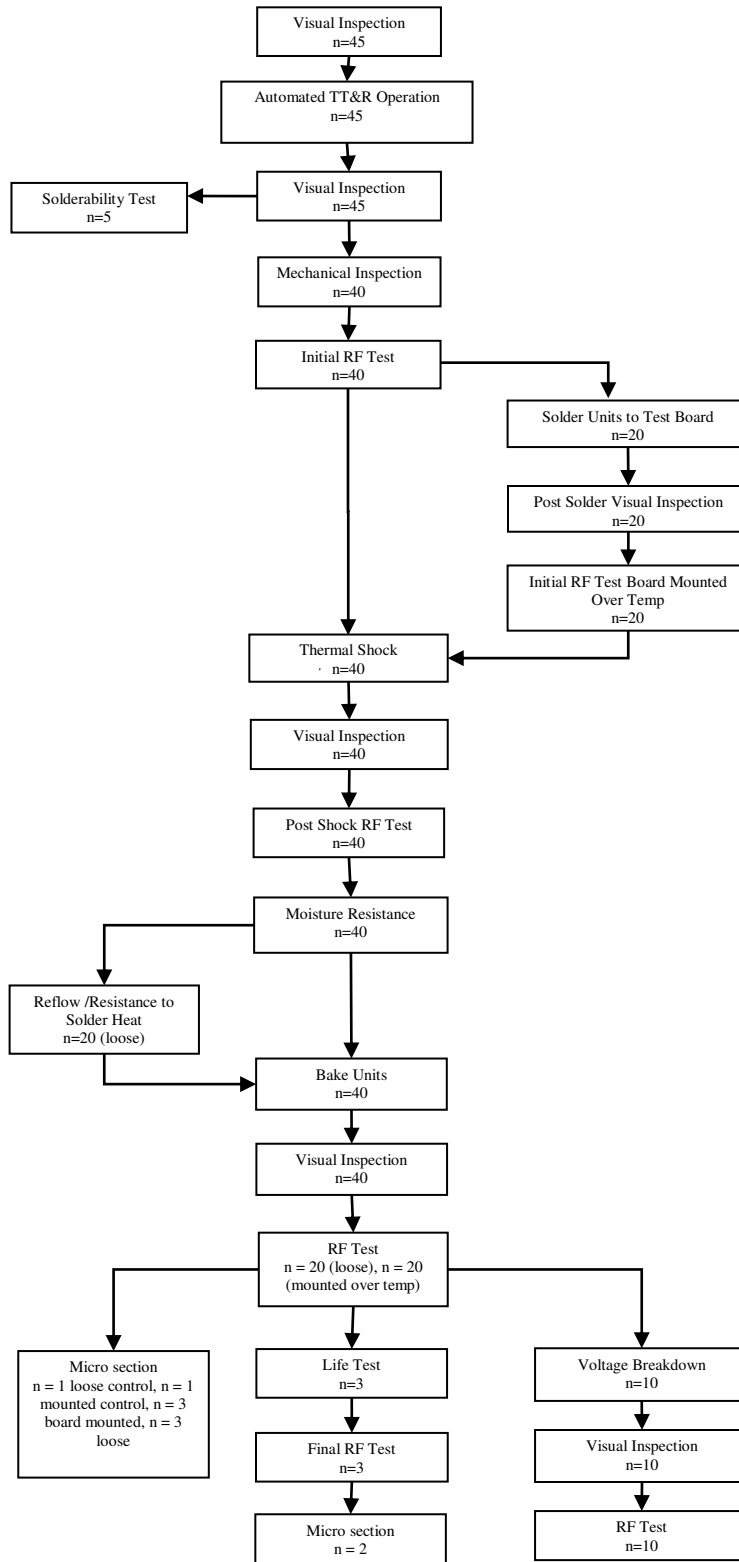 Visual Inspection
n=45
Automated TT&R Operation
n=45
Visual Inspection
n=45
Solderability Test
n=5
Mechanical Inspection
n=40
Initial RF Test
n=40
Solder Units to Test Board
n=20
Post Solder Visual Inspection
n=20
Initial RF Test Board Mounted
Over Temp
n=20
Thermal Shock
n=40
Visual Inspection
n=40
Post Shock RF Test
n=40
Moisture Resistance
n=40
Reflow /Resistance to
Solder Heat
n=20 (loose)
Bake Units
n=40
Visual Inspection
n=40
RF Test
n = 20 (loose), n = 20
(mounted over temp)
Micro section
n = 1 loose control, n = 1
mounted control, n = 3
board mounted, n = 3
loose
Life Test
n=3
Final RF Test
n=3
Micro section
n = 2
Voltage Breakdown
n=10
Visual Inspection
n=10
RF Test
n=10